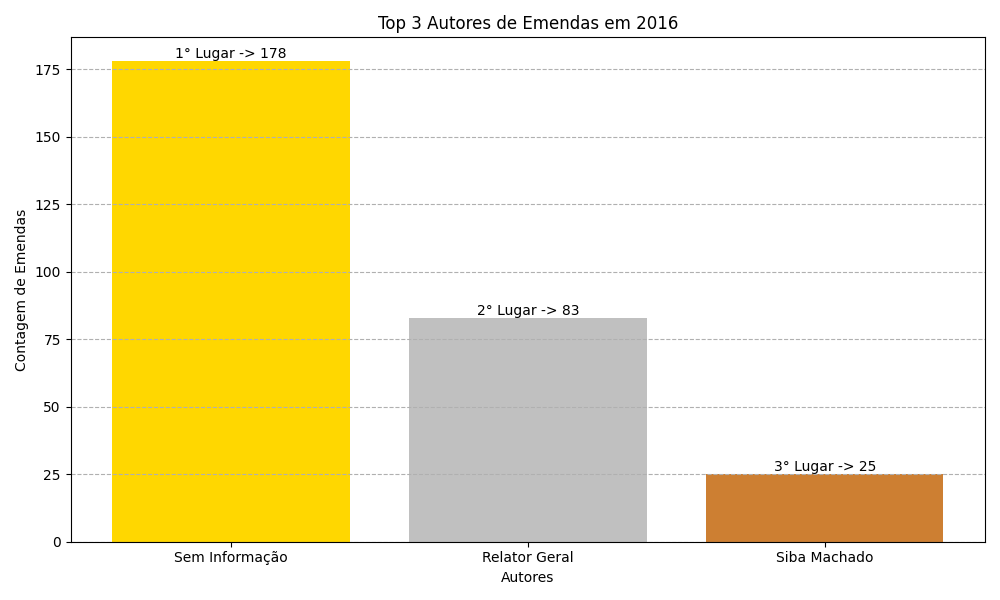 Top 3 Autores de Emendas em 2016
Contagem de Emendas
175
150
125
100
75
50
25
0
1° Lugar -> 178
2° Lugar -> 83
3° Lugar -> 25
Sem Informação
Relator Geral
Siba Machado
Autores